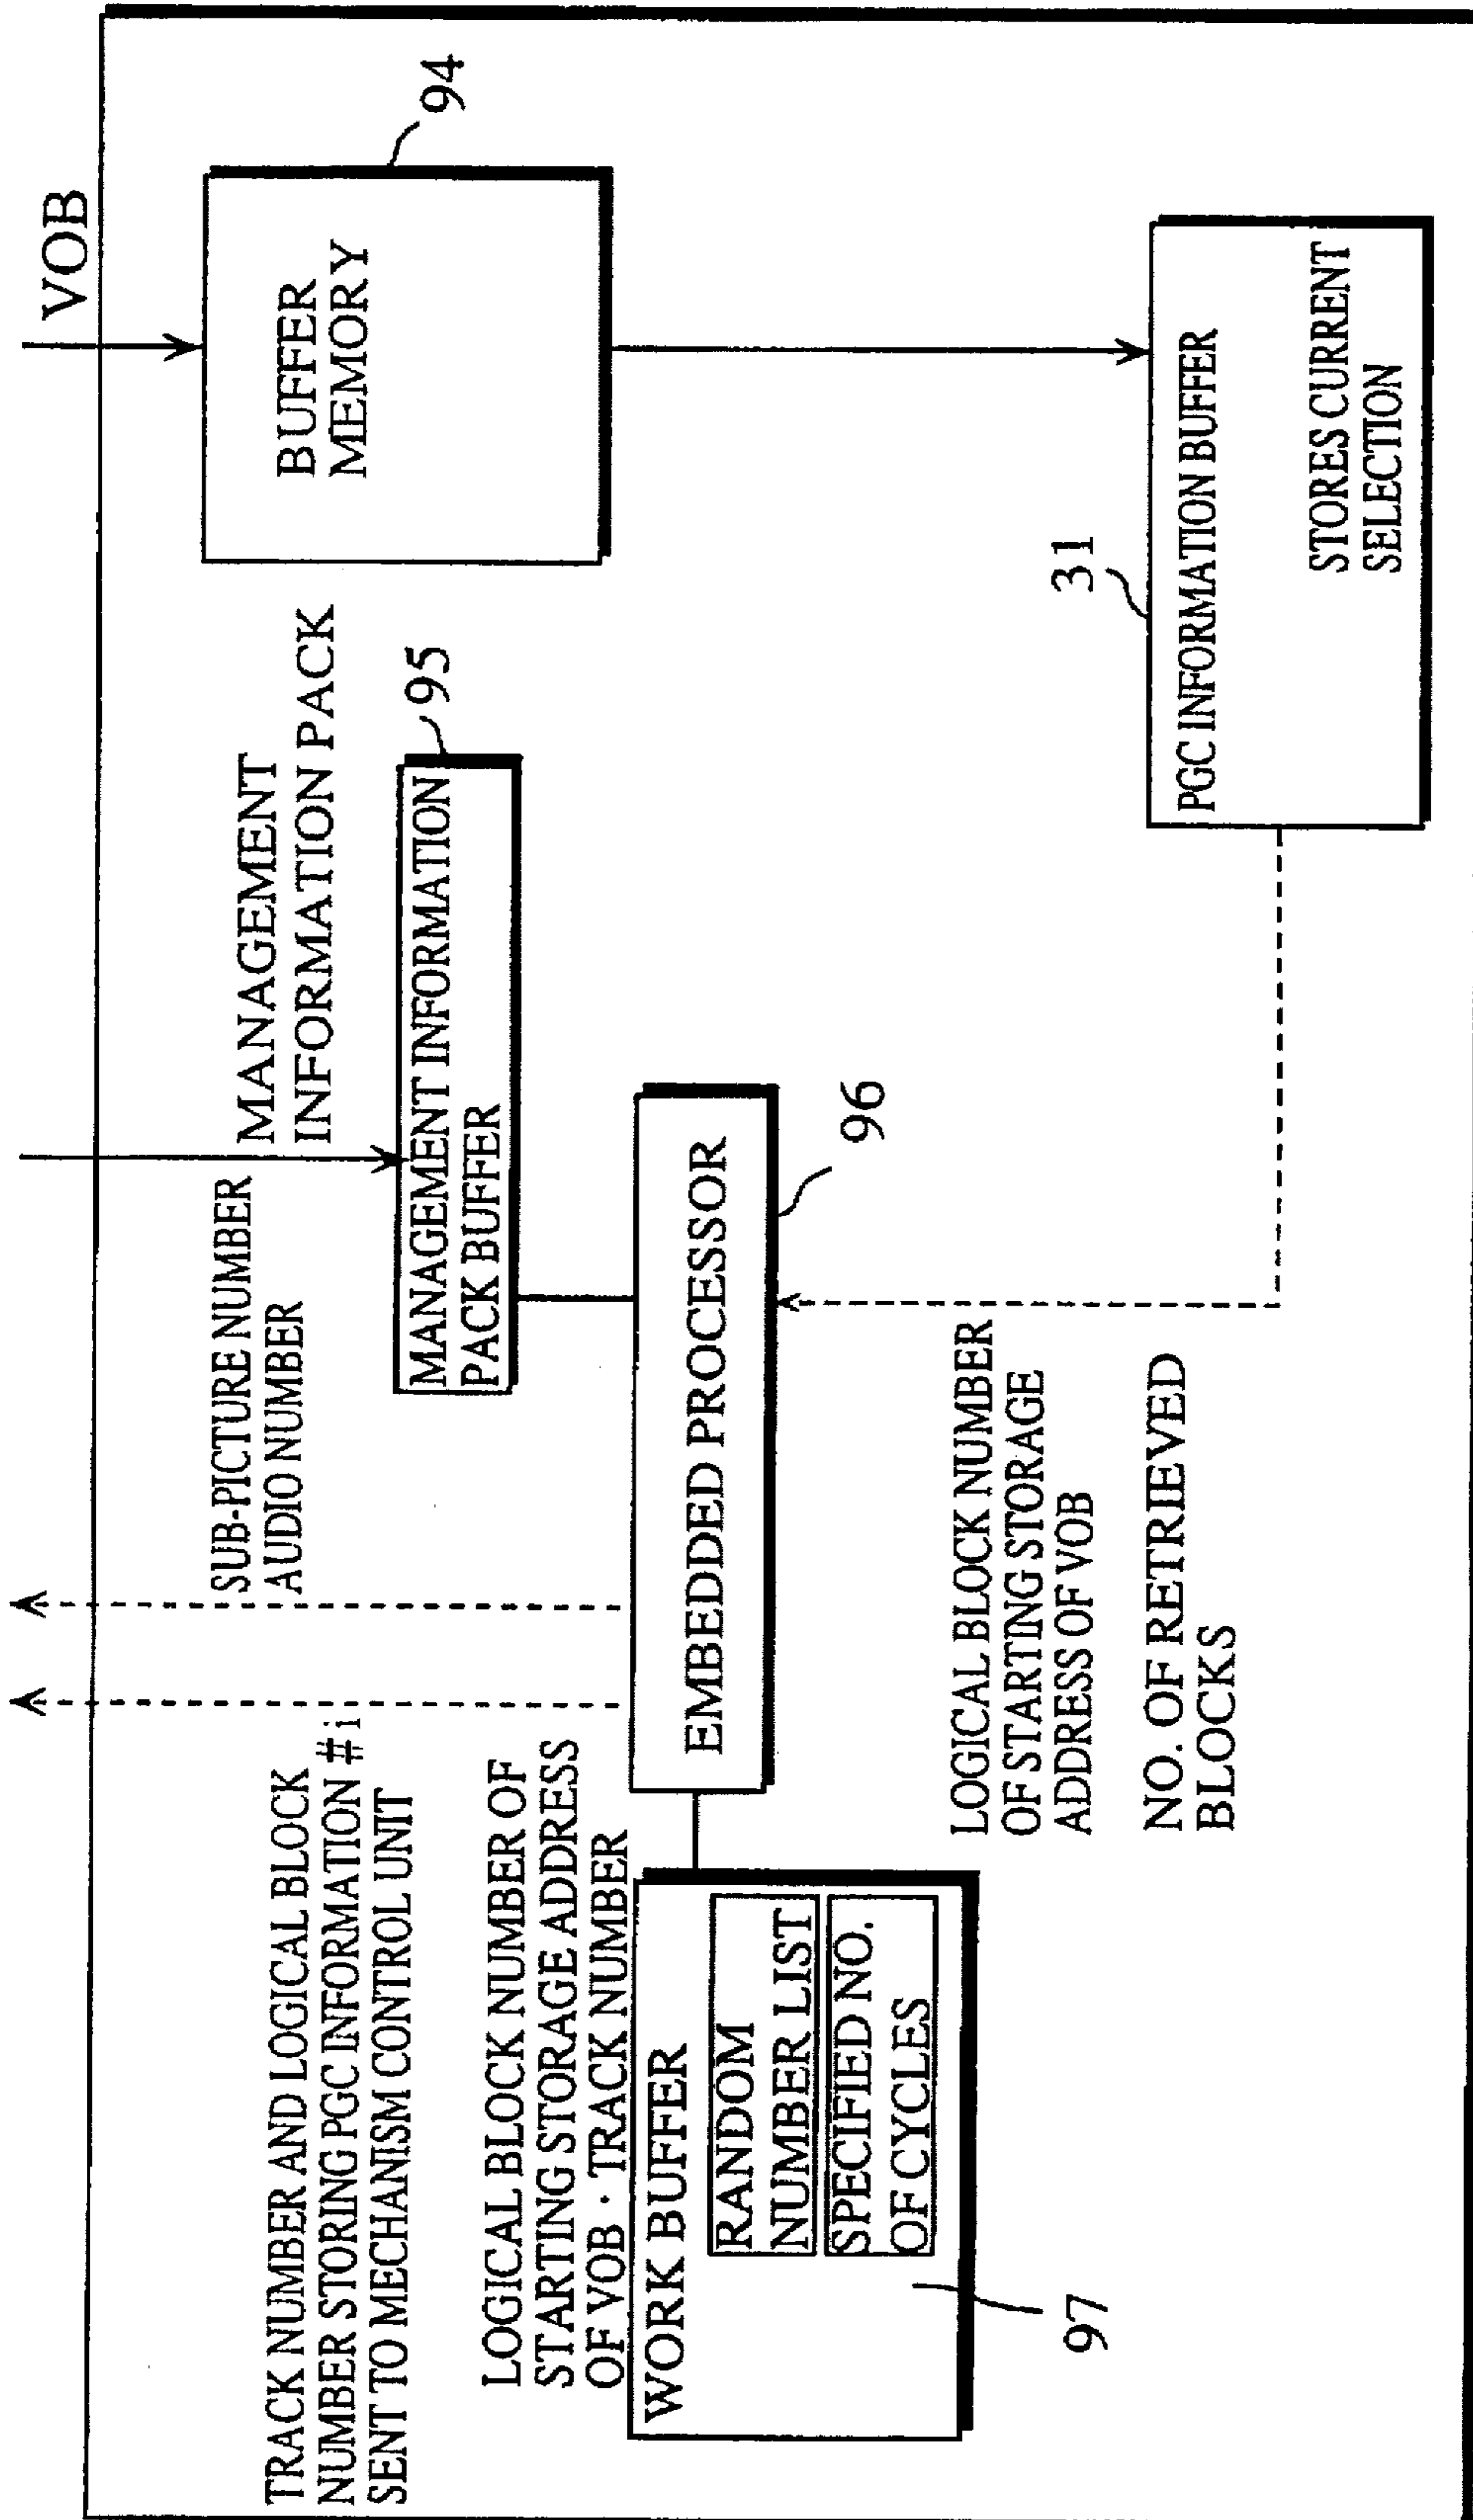 TRACK NUMBER AND LOGICAL BLOCK
NUMBER STORING PGC INFORMATION #i
SENT TO MECHANISM CONTROL UNIT
SUB-PICTURE NUMBER
AUDIO NUMBER
MANAGEMENT
INFORMATION PACK
VOB
LOGICAL BLOCK NUMBER OF
STARTING STORAGE ADDRESS
OF VOB · TRACK NUMBER
MANAGEMENT INFORMATION
PACK BUFFER
95
BUFFER
MEMORY
94
WORK BUFFER
RANDOM
NUMBER LIST
SPECIFIED NO.
OF CYCLES
97
EMBEDDED PROCESSOR
96
LOGICAL BLOCK NUMBER
OF STARTING STORAGE
ADDRESS OF VOB
NO. OF RETRIEVED
BLOCKS
31
PGC INFORMATION BUFFER
STORES CURRENT
SELECTION